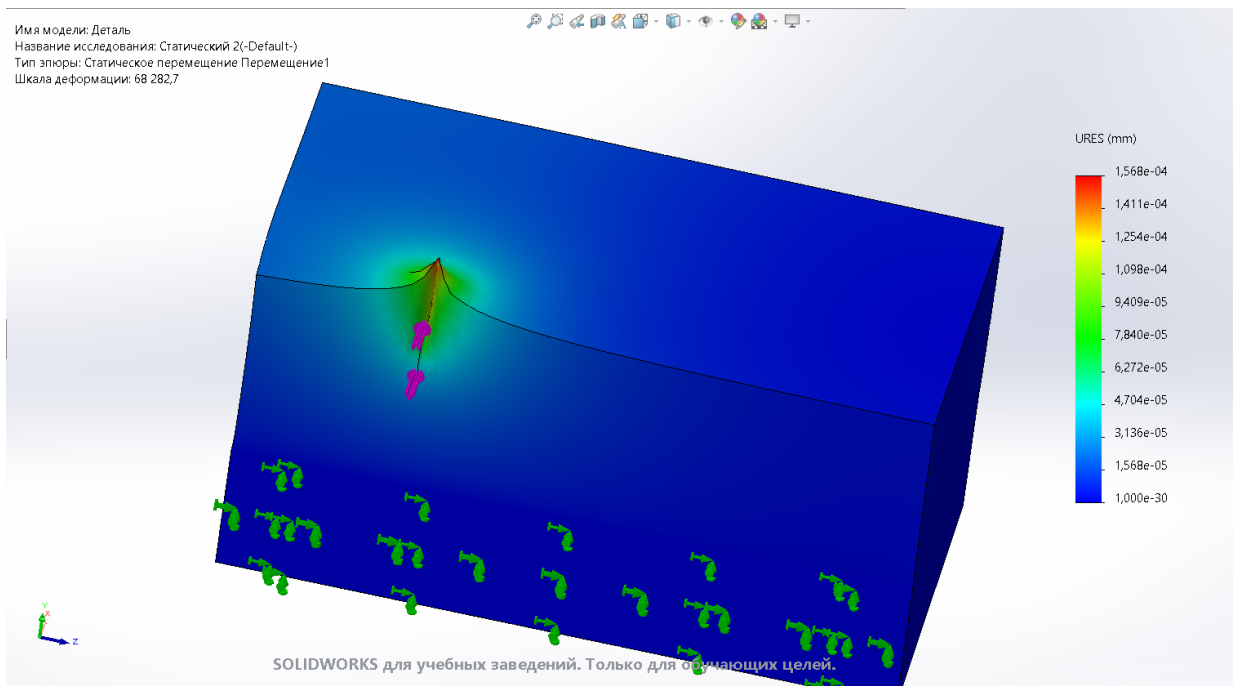 Имя модели: Деталь
Название исследования: Статический 2(-Default-)
Тип эпюры: Статическое перемещение Перемещение1
Шкала деформации: 68 282,7
URES (mm)
1,568e-04
1,411e-04
1,254e-04
1,098e-04
9,409e-05
7,840e-05
6,272e-05
4,704e-05
3,136e-05
1,568e-05
1,000e-30
Y
X
Z
SOLIDWORKS для учебных заведений. Только для обучающих целей.